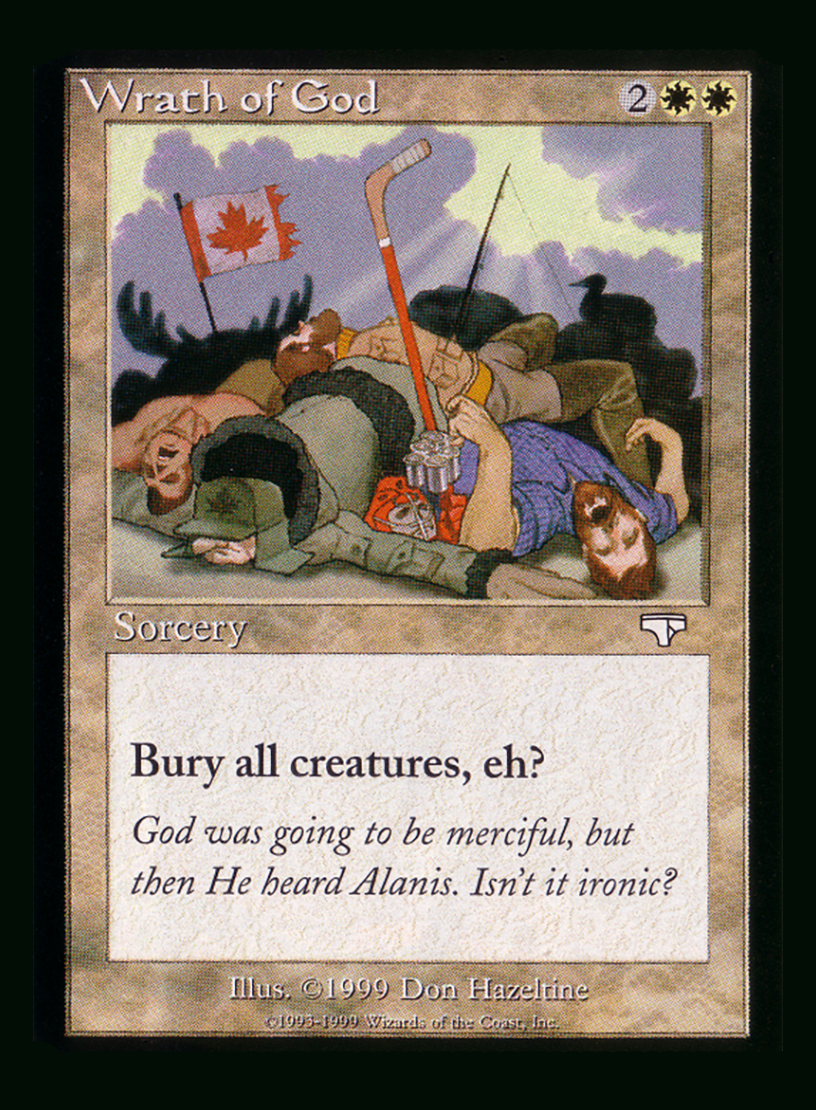 Wrath of God 2
Sorcery
Bury all creatures, eh?
God was going to be merciful, but
then He heard Alanis. Isn't it ironic?
Illus. ©1999 Don Hazeltine
©1993-1999 Wizards of the Coast, Inc.